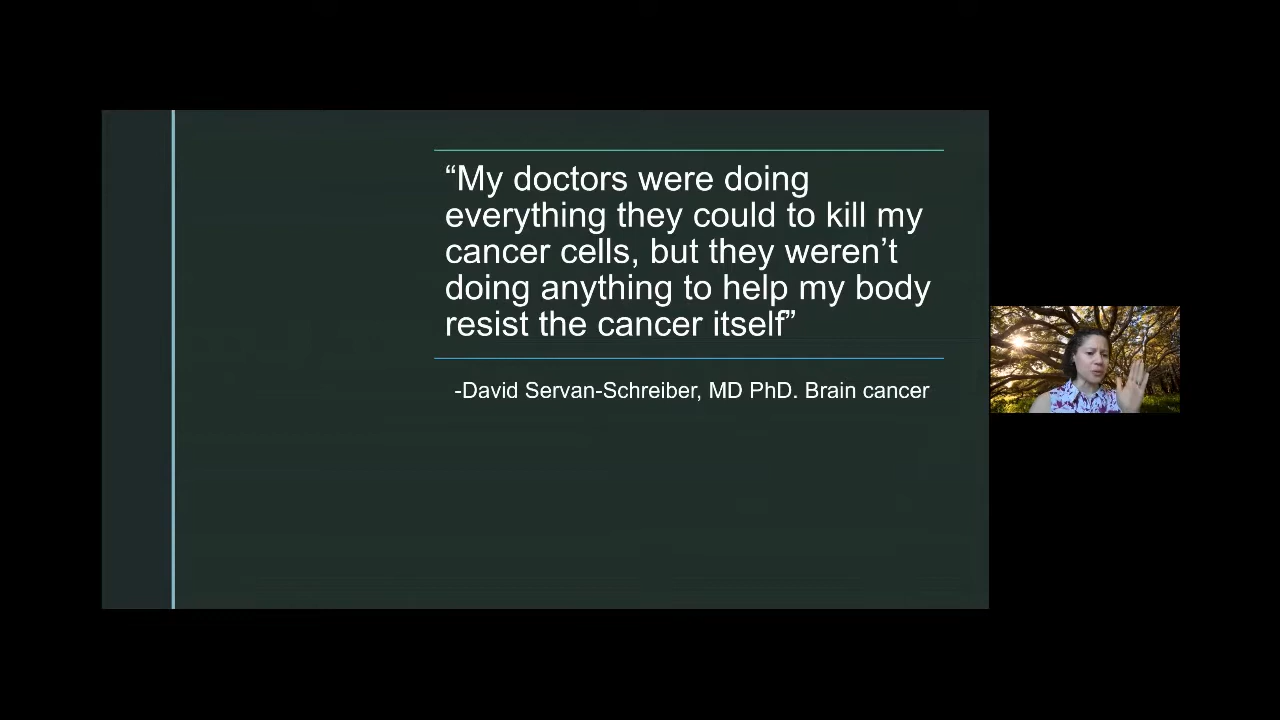 “My doctors were doing
everything they could to kill my
cancer cells, but they weren’t
doing anything to help my body
resist the cancer itself”
-David Servan-Schreiber, MD PhD. Brain cancer